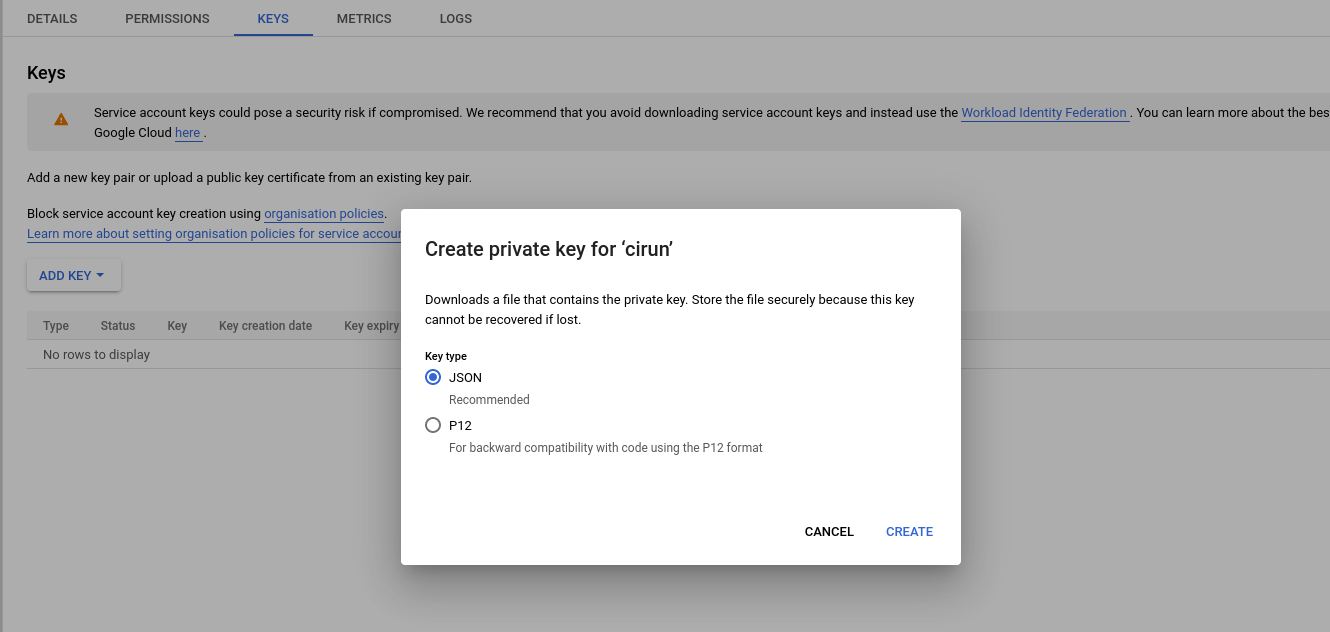 DETAILS PERMISSIONS KEYS METRICS LOGS
Keys
Service account keys could pose a security risk if compromised. We recommend that you avoid downloading service account keys and instead use the Workload Identity Federation . You can learn more about the bes
Google Cloud here .
Add a new key pair or upload a public key certificate from an existing key pair.
Block service account key creation using organisation policies.
Learn more about setting organisation policies for service accour
ADD KEY
Type Status Key Key creation date Key expiry
No rows to display
Create private key for ‘cirun’
Downloads a file that contains the private key. Store the file securely because this key
cannot be recovered if lost.
Key type
JSON
Recommended
P12
For backward compatibility with code using the P12 format
CANCEL CREATE